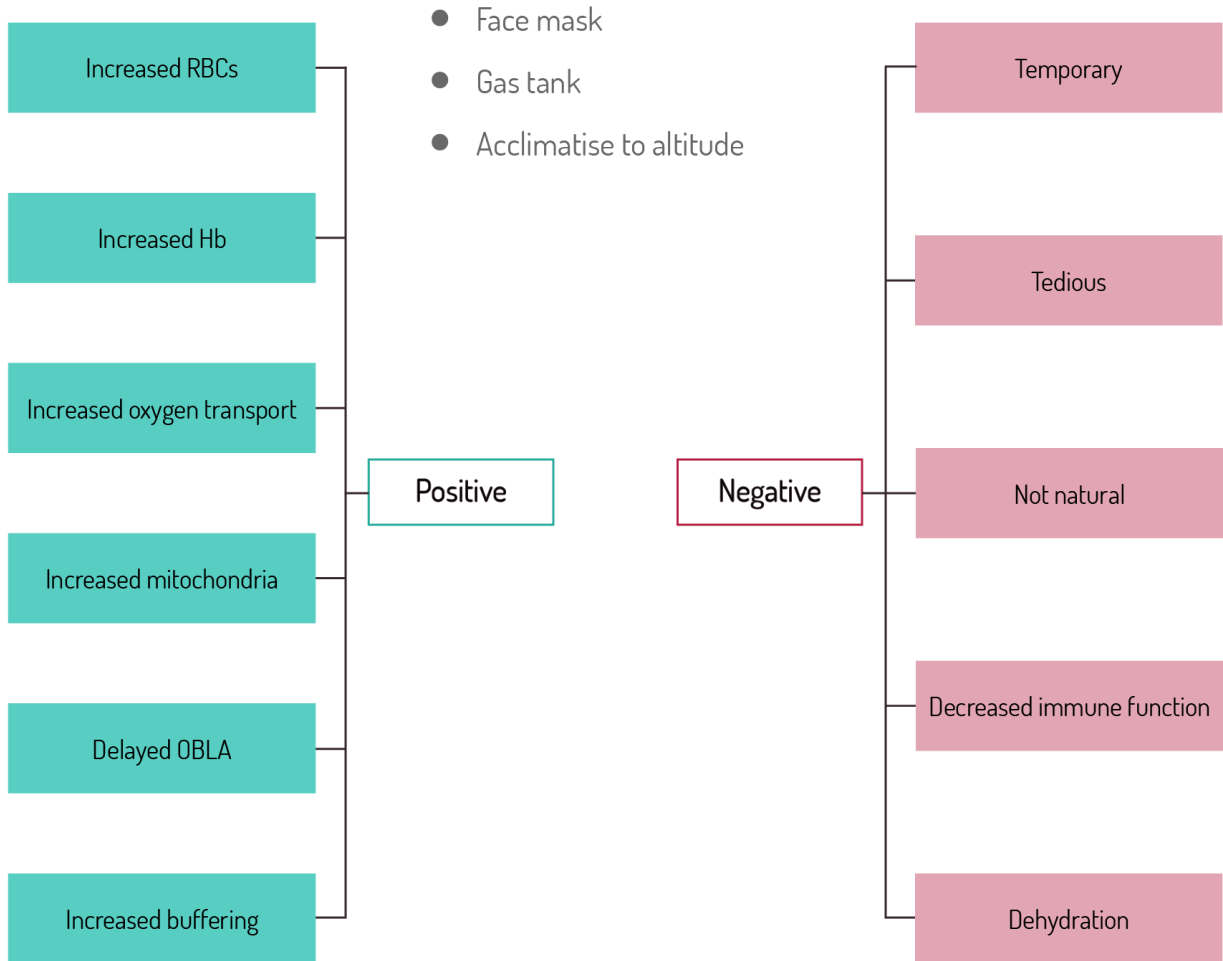 Face mask
Gas tank
Acclimatise to altitude
Increased RBCs
Increased Hb
Increased oxygen transport
Increased mitochondria
Delayed OBLA
Increased buffering
Positive
Negative
Temporary
Tedious
Not natural
Decreased immune function
Dehydration